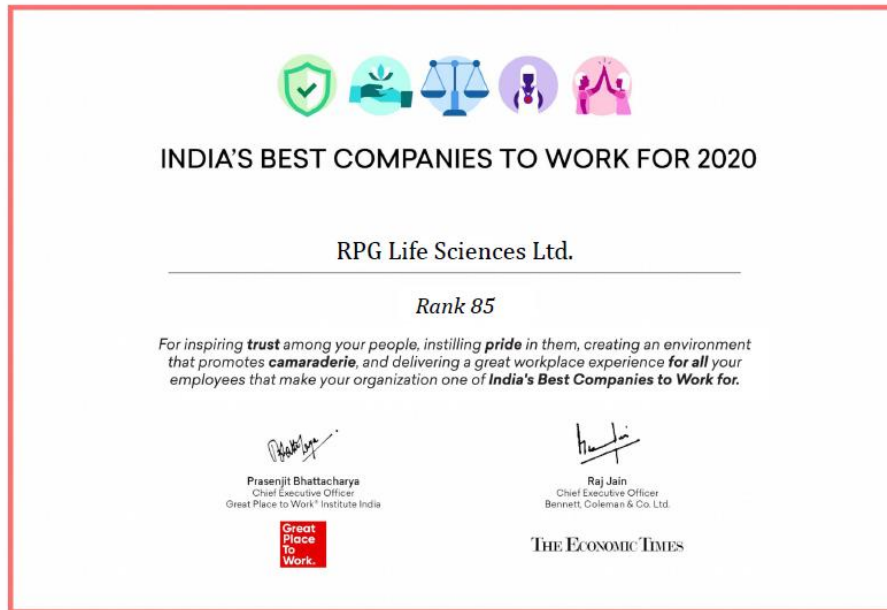 INDIA'S BEST COMPANIES TO WORK FOR 2020
RPG Life Sciences Ltd.
Rank 85
For inspiring trust among your people, instilling pride in them, creating an environment
that promotes camaraderie, and delivering a great workplace experience for all your
employees that make your organization one of India's Best Companies to Work for.
Prasenjit Bhattacharya
Chief Executive Officer
Great Place to Work® Institute India
Raj Jain
Chief Executive Officer
Bennett, Coleman & Co. Ltd.
Great
Place
To
Work.
THE ECONOMIC TIMES